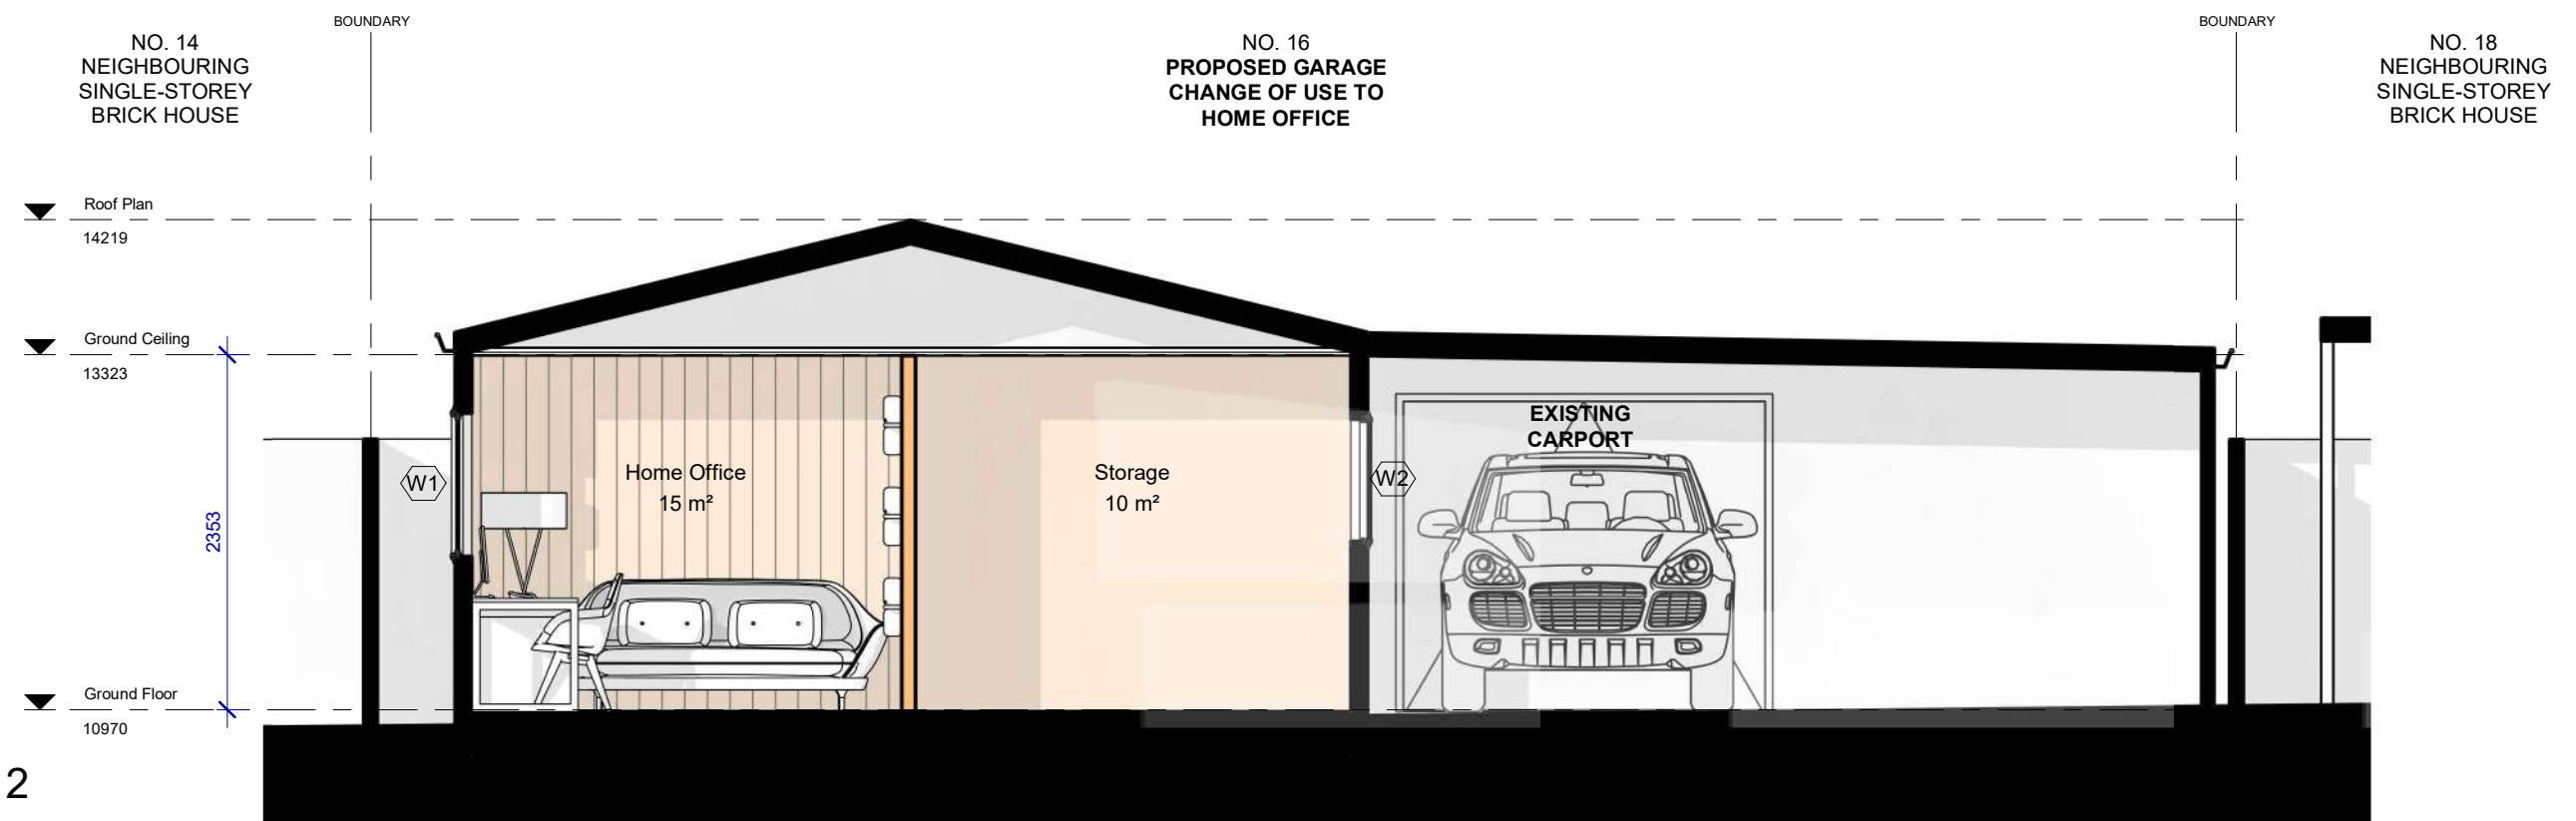 BOUNDARY
BOUNDARY
NO. 14
NEIGHBOURING
SINGLE-STOREY
BRICK HOUSE
NO. 16
PROPOSED GARAGE
CHANGE OF USE TO
HOME OFFICE
NO. 18
NEIGHBOURING
SINGLE-STOREY
BRICK HOUSE
Roof Plan
14219
Ground Ceiling
13323
EXISTING
CARPORT
W1
Home Office
15 m²
Storage
10 m²
W2
2353
Ground Floor
10970
2